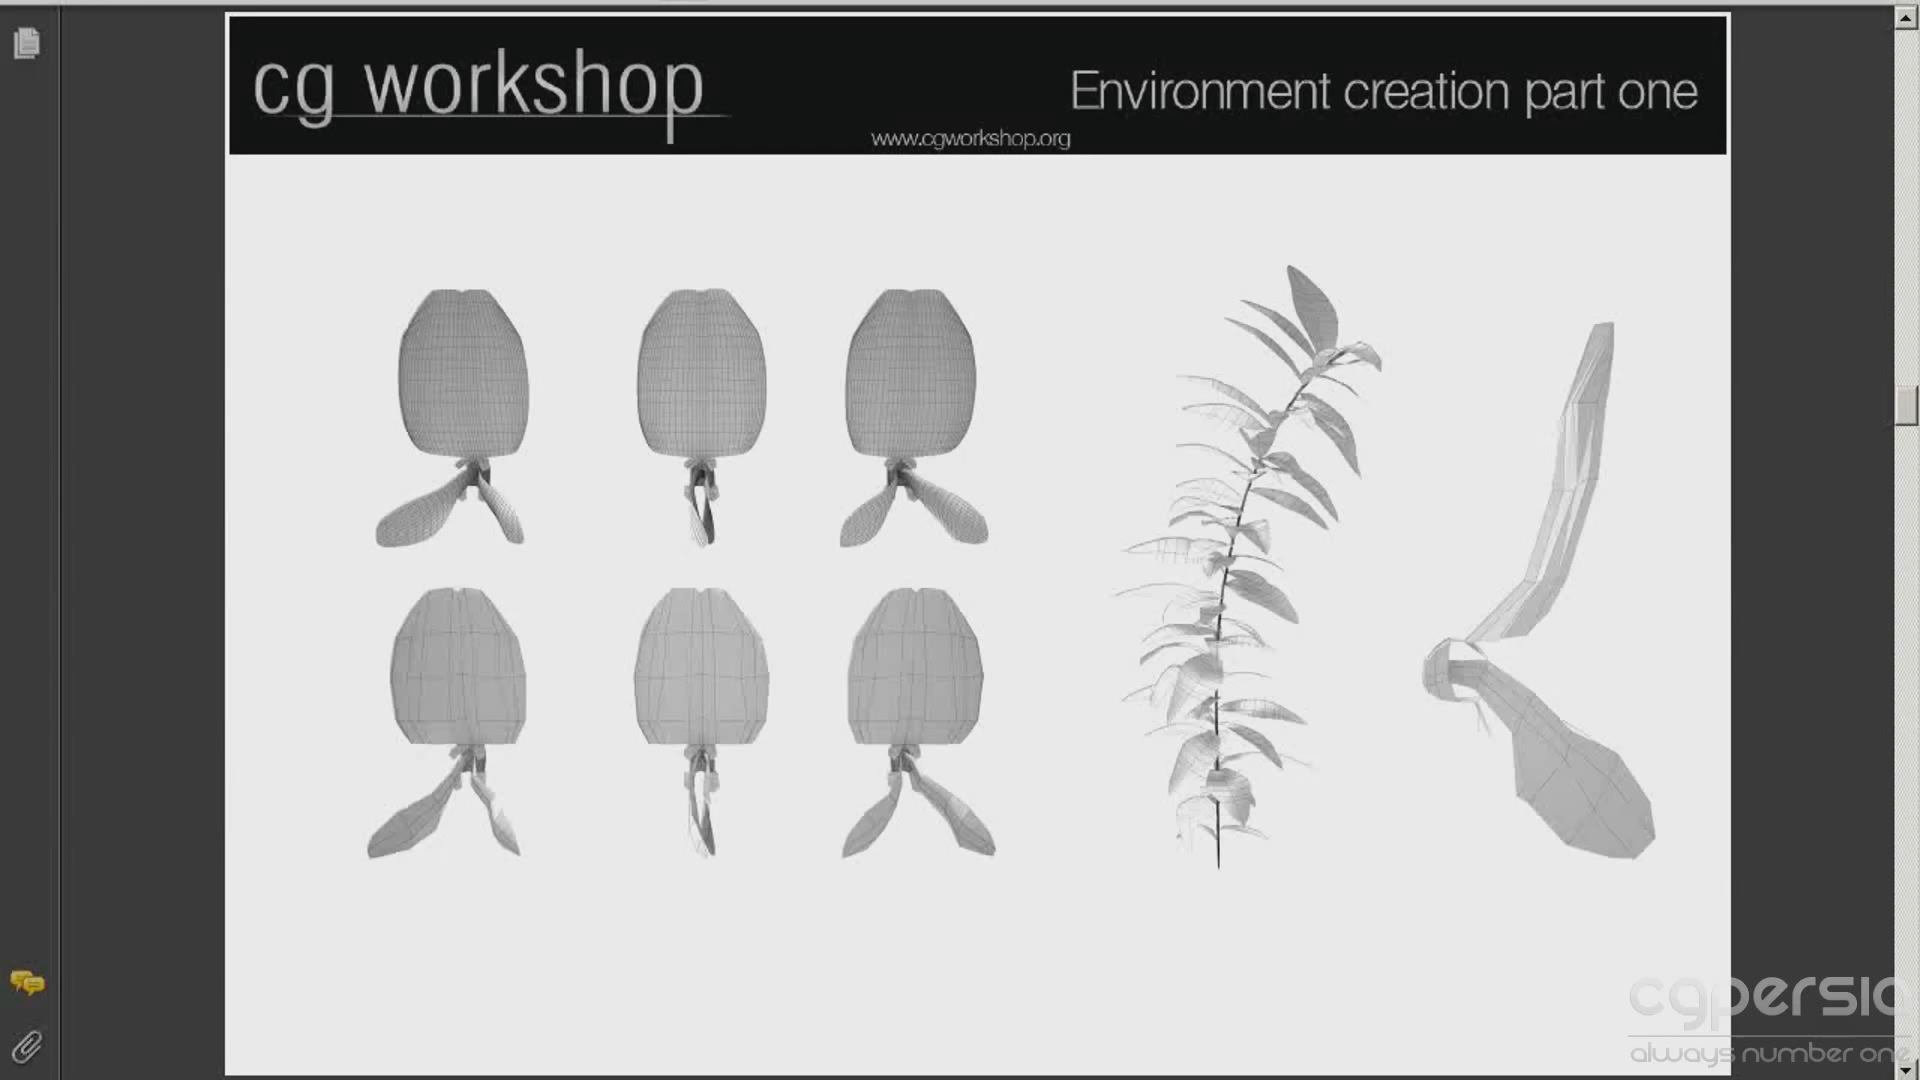 cg workshop
Environment creation part one
www.cgworkshop.org
cgpersia
always number one